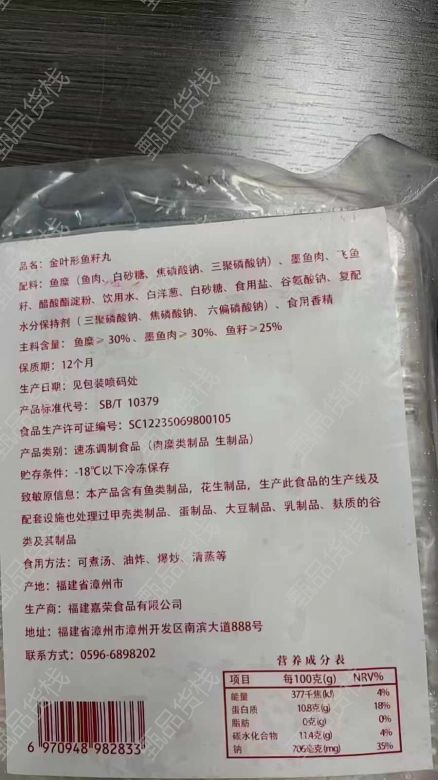 品名：金叶形鱼籽丸
配料：鱼糜（鱼肉、白砂糖、焦磷酸钠、三聚磷酸钠）、墨鱼肉、飞鱼
籽、醋酸酯淀粉、饮用水、白洋葱、白砂糖、食用盐、谷氨酸钠、复配
水分保持剂（三聚磷酸钠、焦磷酸钠、六偏磷酸钠）、食用香精
主料含量：鱼糜≥30%、墨鱼肉≥30%、鱼籽≥25%
保质期：12个月
生产日期：见包装喷码处
产品标准代号：SB/T 10379
食品生产许可证编号：SC12235069800105
产品类别：速冻调制食品（肉糜类制品 生制品）
贮存条件：-18℃以下冷冻保存
致敏原信息：本产品含有鱼类制品，花生制品，生产此食品的生产线及
配套设施也处理过甲壳类制品、蛋制品、大豆制品、乳制品、麸质的谷
类及其制品
食用方法：可煮汤、油炸、爆炒、清蒸等
产地：福建省漳州市
生产商：福建嘉荣食品有限公司
地址：福建省漳州市漳州开发区南滨大道888号
联系方式：0596-6898202
营养成分表
项目 每100克(g) NRV%
能量 377千焦(kJ) 4%
蛋白质 10.8克(g) 18%
脂肪 0克(g) 0%
碳水化合物 11.4克(g) 4%
钠 706毫克(mg) 35%
6 970948 982833
甄品货栈